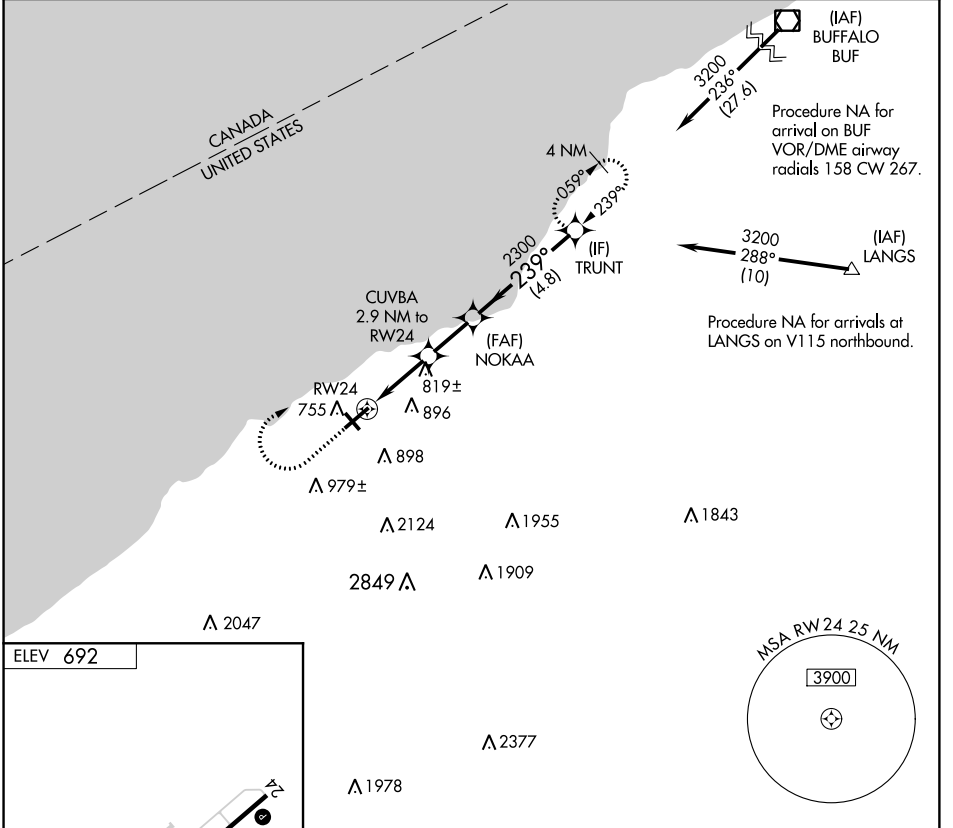 (IAF)
BUFFALO
BUF
3200
236°
(27.6)
Procedure NA for
arrival on BUF
VOR/DME airway
radials 158 CW 267.
CANADA
UNITED STATES
4 NM
059°
239°
(IF)
TRUNT
3200
288°
(10)
(IAF)
LANGS
2300
239°
(4.8)
CUVBA
2.9 NM to
RW24
(FAF)
NOKAA
Procedure NA for arrivals at
LANGS on V115 northbound.
819±
RW24
755
896
898
979±
2124
1955
1843
2849
1909
2047
ELEV 692
MSA RW24 25 NM
3900
2377
1978
24
P